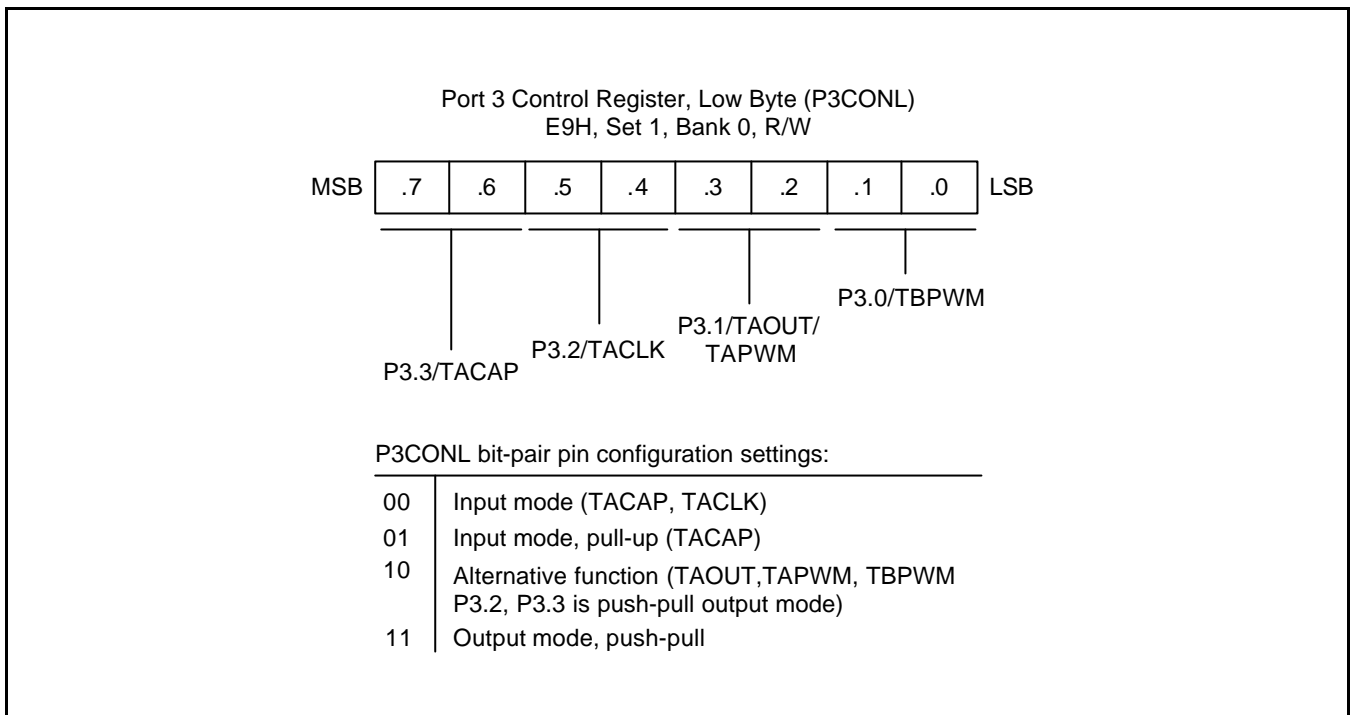 Port 3 Control Register, Low Byte (P3CONL)
E9H, Set 1, Bank 0, R/W
MSB .7 .6 .5 .4 .3 .2 .1 .0 LSB
P3.3/TACAP
P3.2/TACLK
P3.1/TAOUT/
TAPWM
P3.0/TBPWM
P3CONL bit-pair pin configuration settings:
00 Input mode (TACAP, TACLK)
01 Input mode, pull-up (TACAP)
10 Alternative function (TAOUT,TAPWM, TBPWM
P3.2, P3.3 is push-pull output mode)
11 Output mode, push-pull